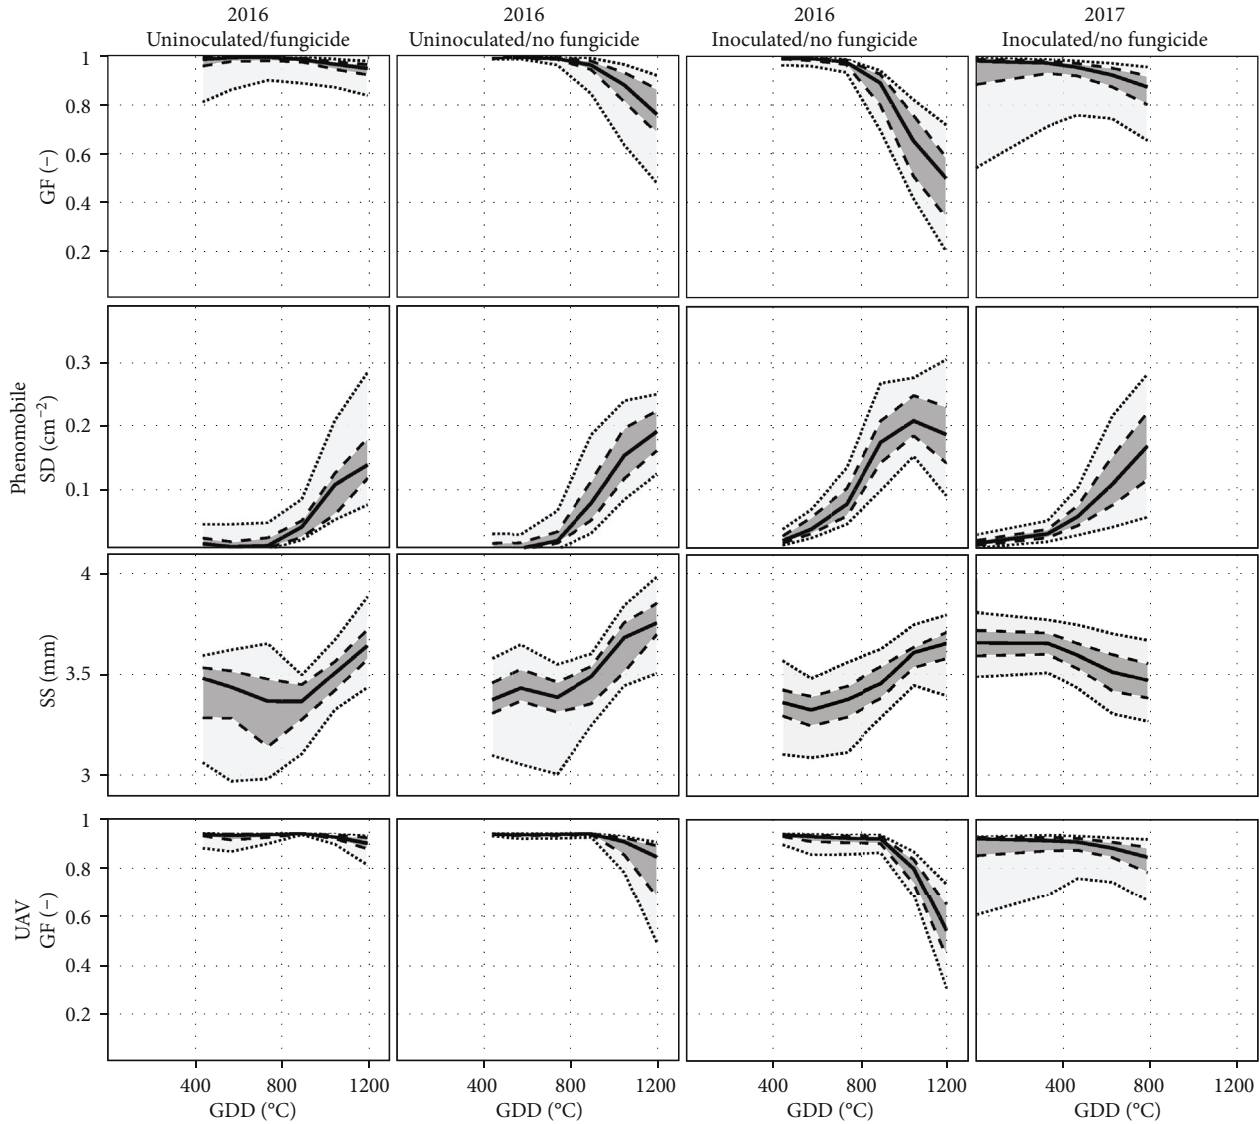 2016
Uninoculated/fungicide
2016
Uninoculated/no fungicide
2016
Inoculated/no fungicide
2017
Inoculated/no fungicide
GF (−)
1
0.8
0.6
0.4
0.2
Phenomobile
SD (cm−2)
0.3
0.2
0.1
SS (mm)
4
3.5
3
UAV
GF (−)
1
0.8
0.6
0.4
0.2
400 800 1200
GDD (°C)
400 800 1200
GDD (°C)
400 800 1200
GDD (°C)
400 800 1200
GDD (°C)